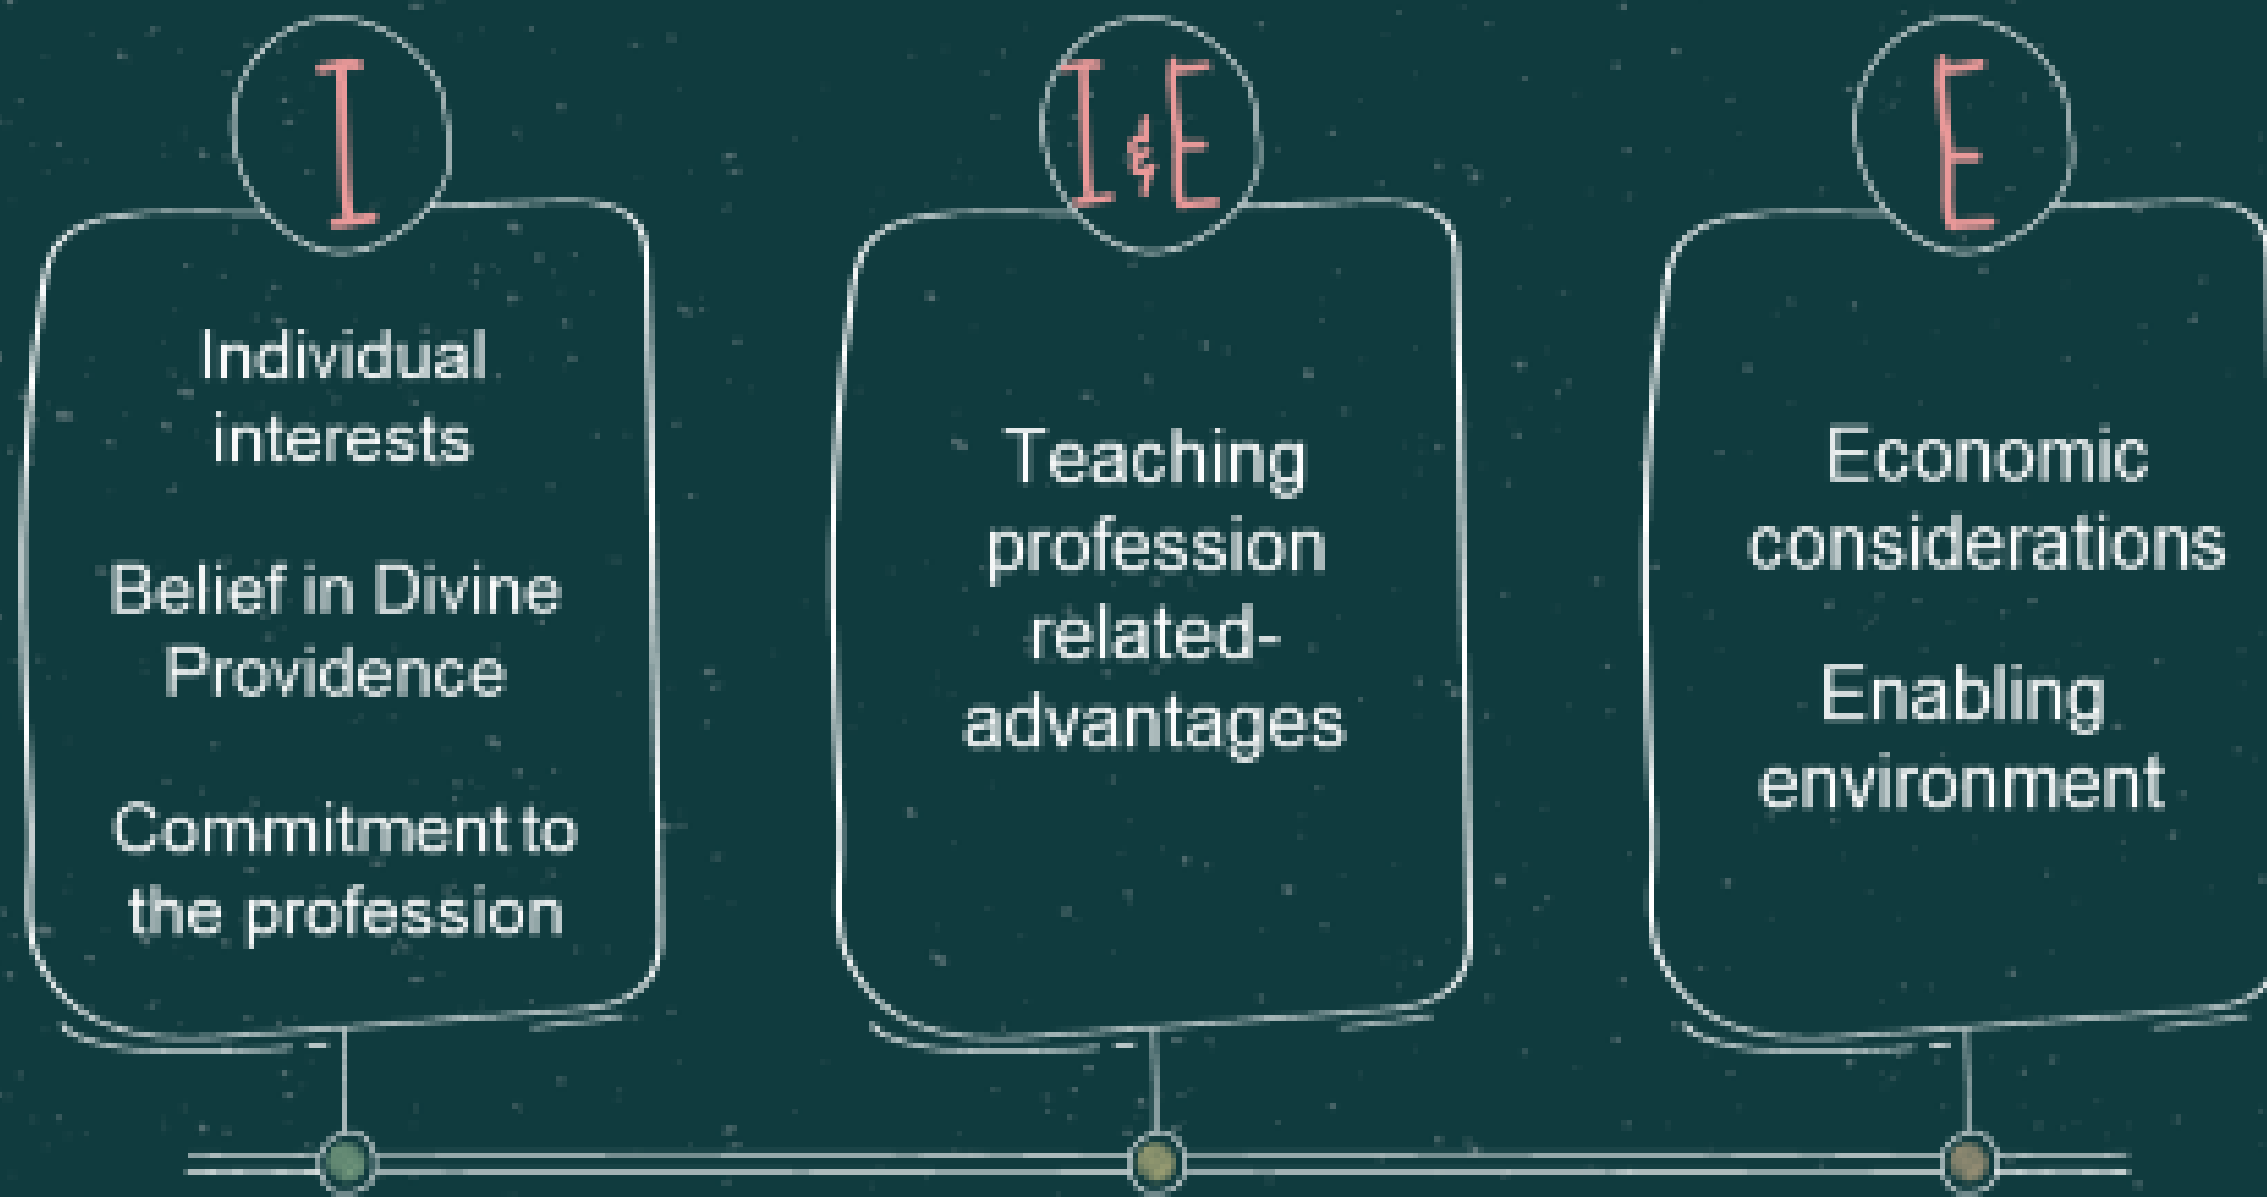 I
Individual
interests
Belief in Divine
Providence
Commitment to
the profession
I & E
Teaching
profession
related-
advantages
E
Economic
considerations
Enabling
environment